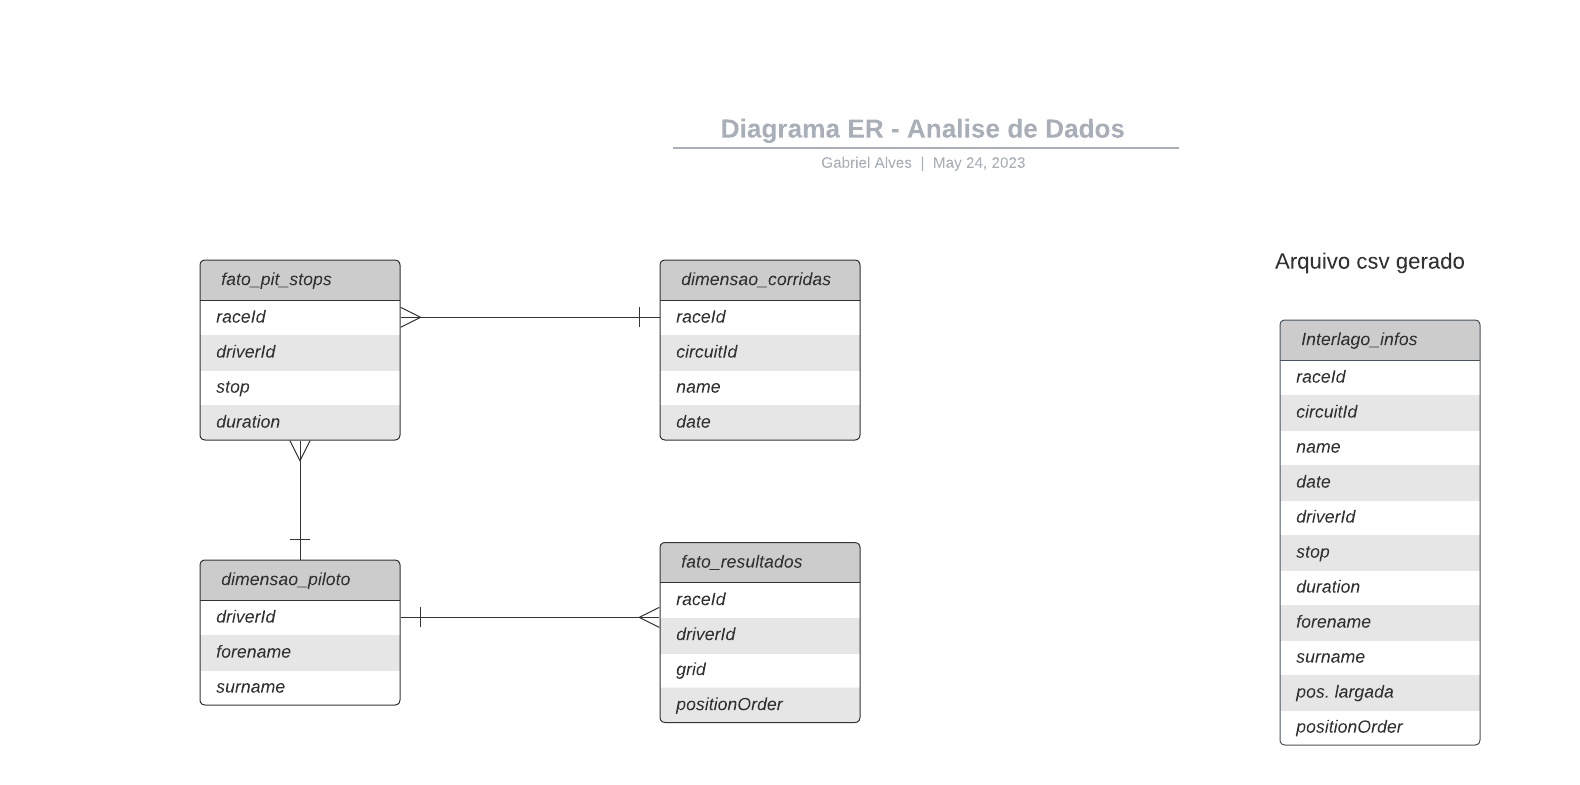 Diagrama ER - Analise de Dados
Gabriel Alves | May 24, 2023
fato_pit_stops
raceId
driverId
stop
duration
dimensao_corridas
raceId
circuitId
name
date
dimensao_piloto
driverId
forename
surname
fato_resultados
raceId
driverId
grid
positionOrder
Arquivo csv gerado
Interlago_infos
raceId
circuitId
name
date
driverId
stop
duration
forename
surname
pos. largada
positionOrder